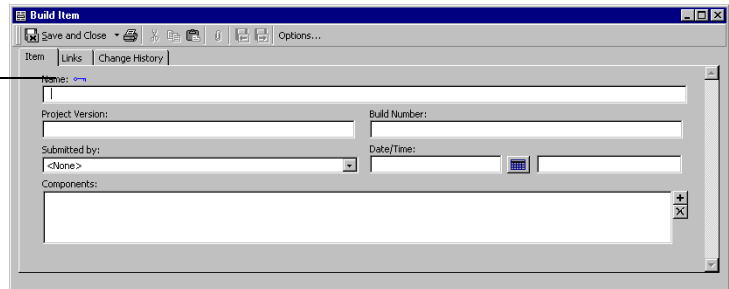 Build Item
Save and Close Options...
Item Links Change History
Name:
Project Version: Build Number:
Submitted by: Date/Time:
<None>
Components: